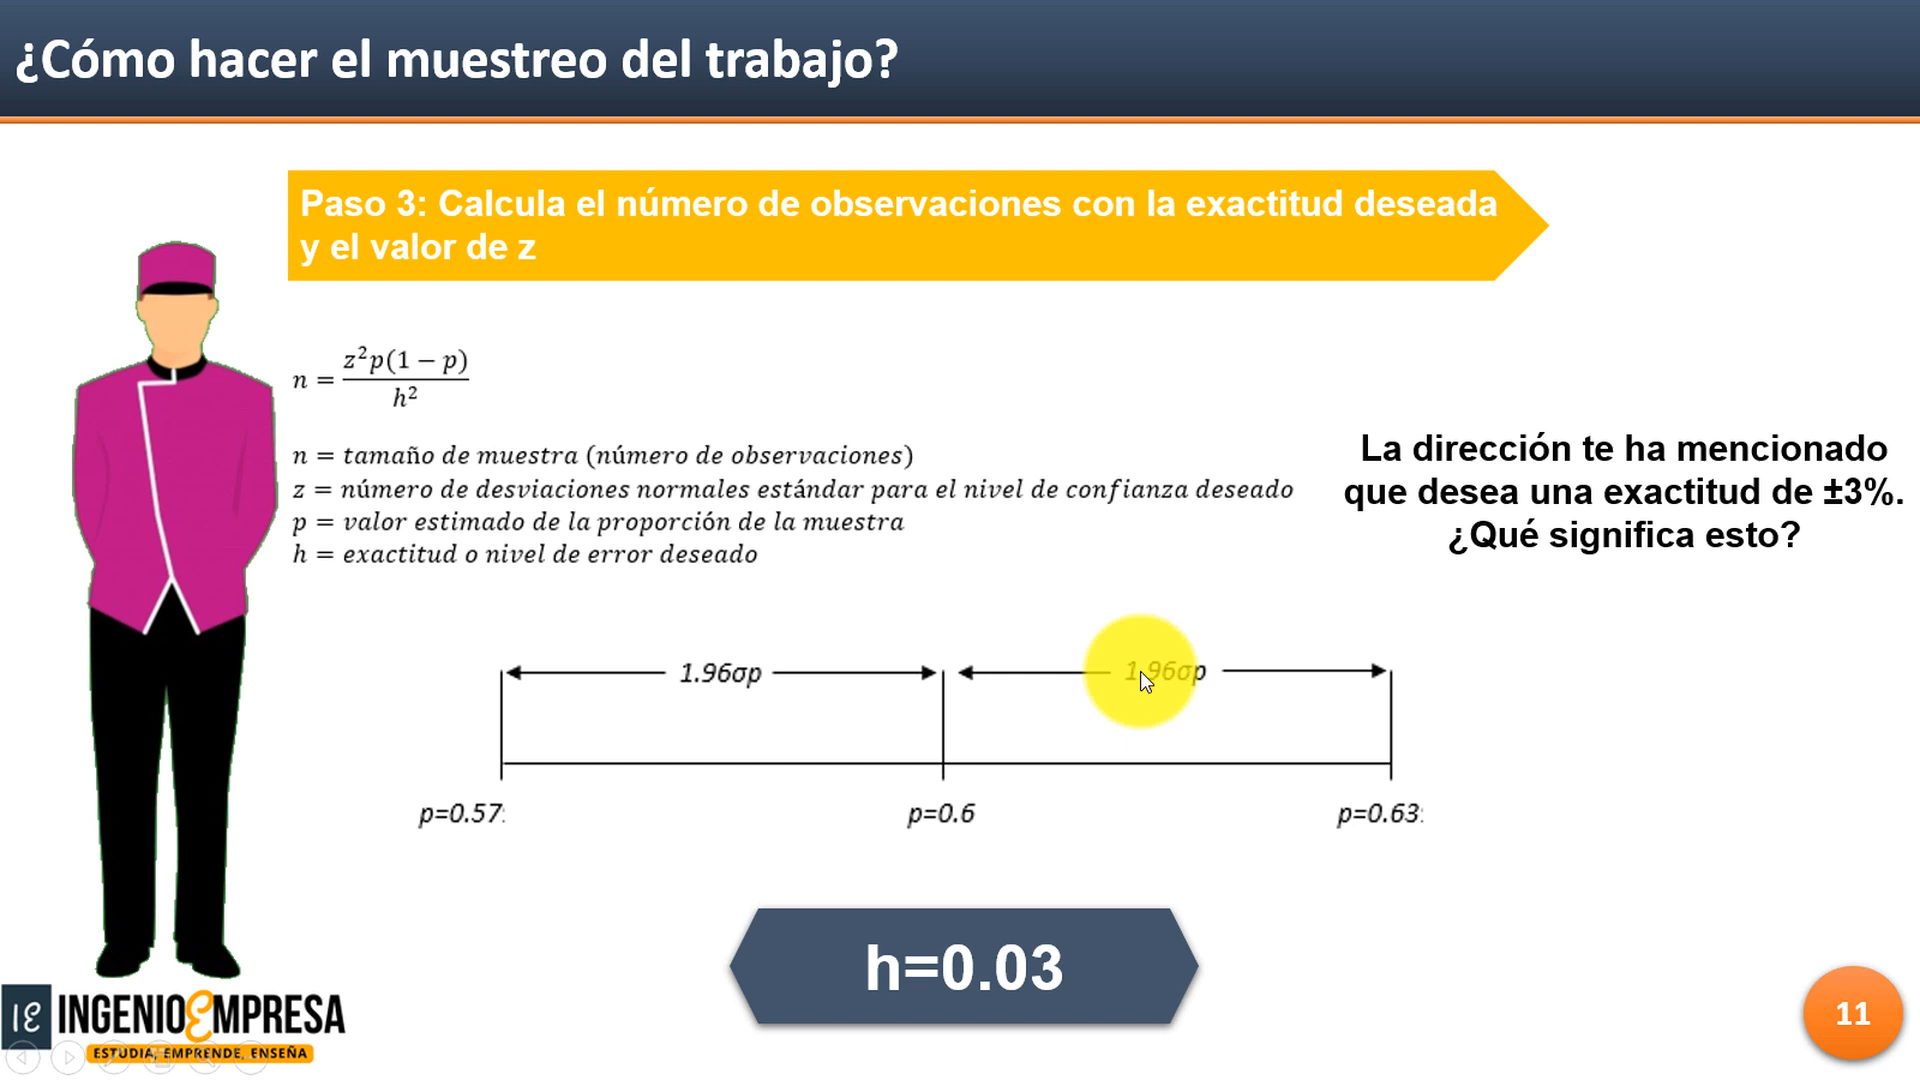 ¿Cómo hacer el muestreo del trabajo?
Paso 3: Calcula el número de observaciones con la exactitud deseada
y el valor de z
n = z²p(1 − p) / h²
n = tamaño de muestra (número de observaciones)
z = número de desviaciones normales estándar para el nivel de confianza deseado
p = valor estimado de la proporción de la muestra
h = exactitud o nivel de error deseado
La dirección te ha mencionado
que desea una exactitud de ±3%.
¿Qué significa esto?
1.96σp
1.96σp
p=0.57
p=0.6
p=0.63
h=0.03
IE INGENIOEMPRESA
ESTUDIA, EMPRENDE, ENSEÑA
11